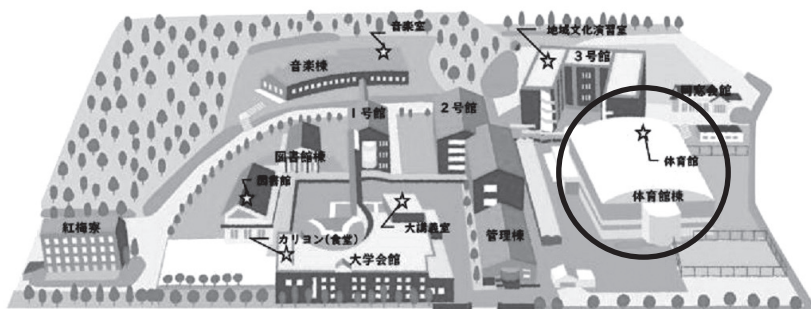 音楽室
地域文化演習室
3号館
音楽棟
同窓会館
1号館
2号館
体育館
図書館棟
図書館
体育館棟
紅梅寮
カリヨン(食堂)
大講義室
管理棟
大学会館